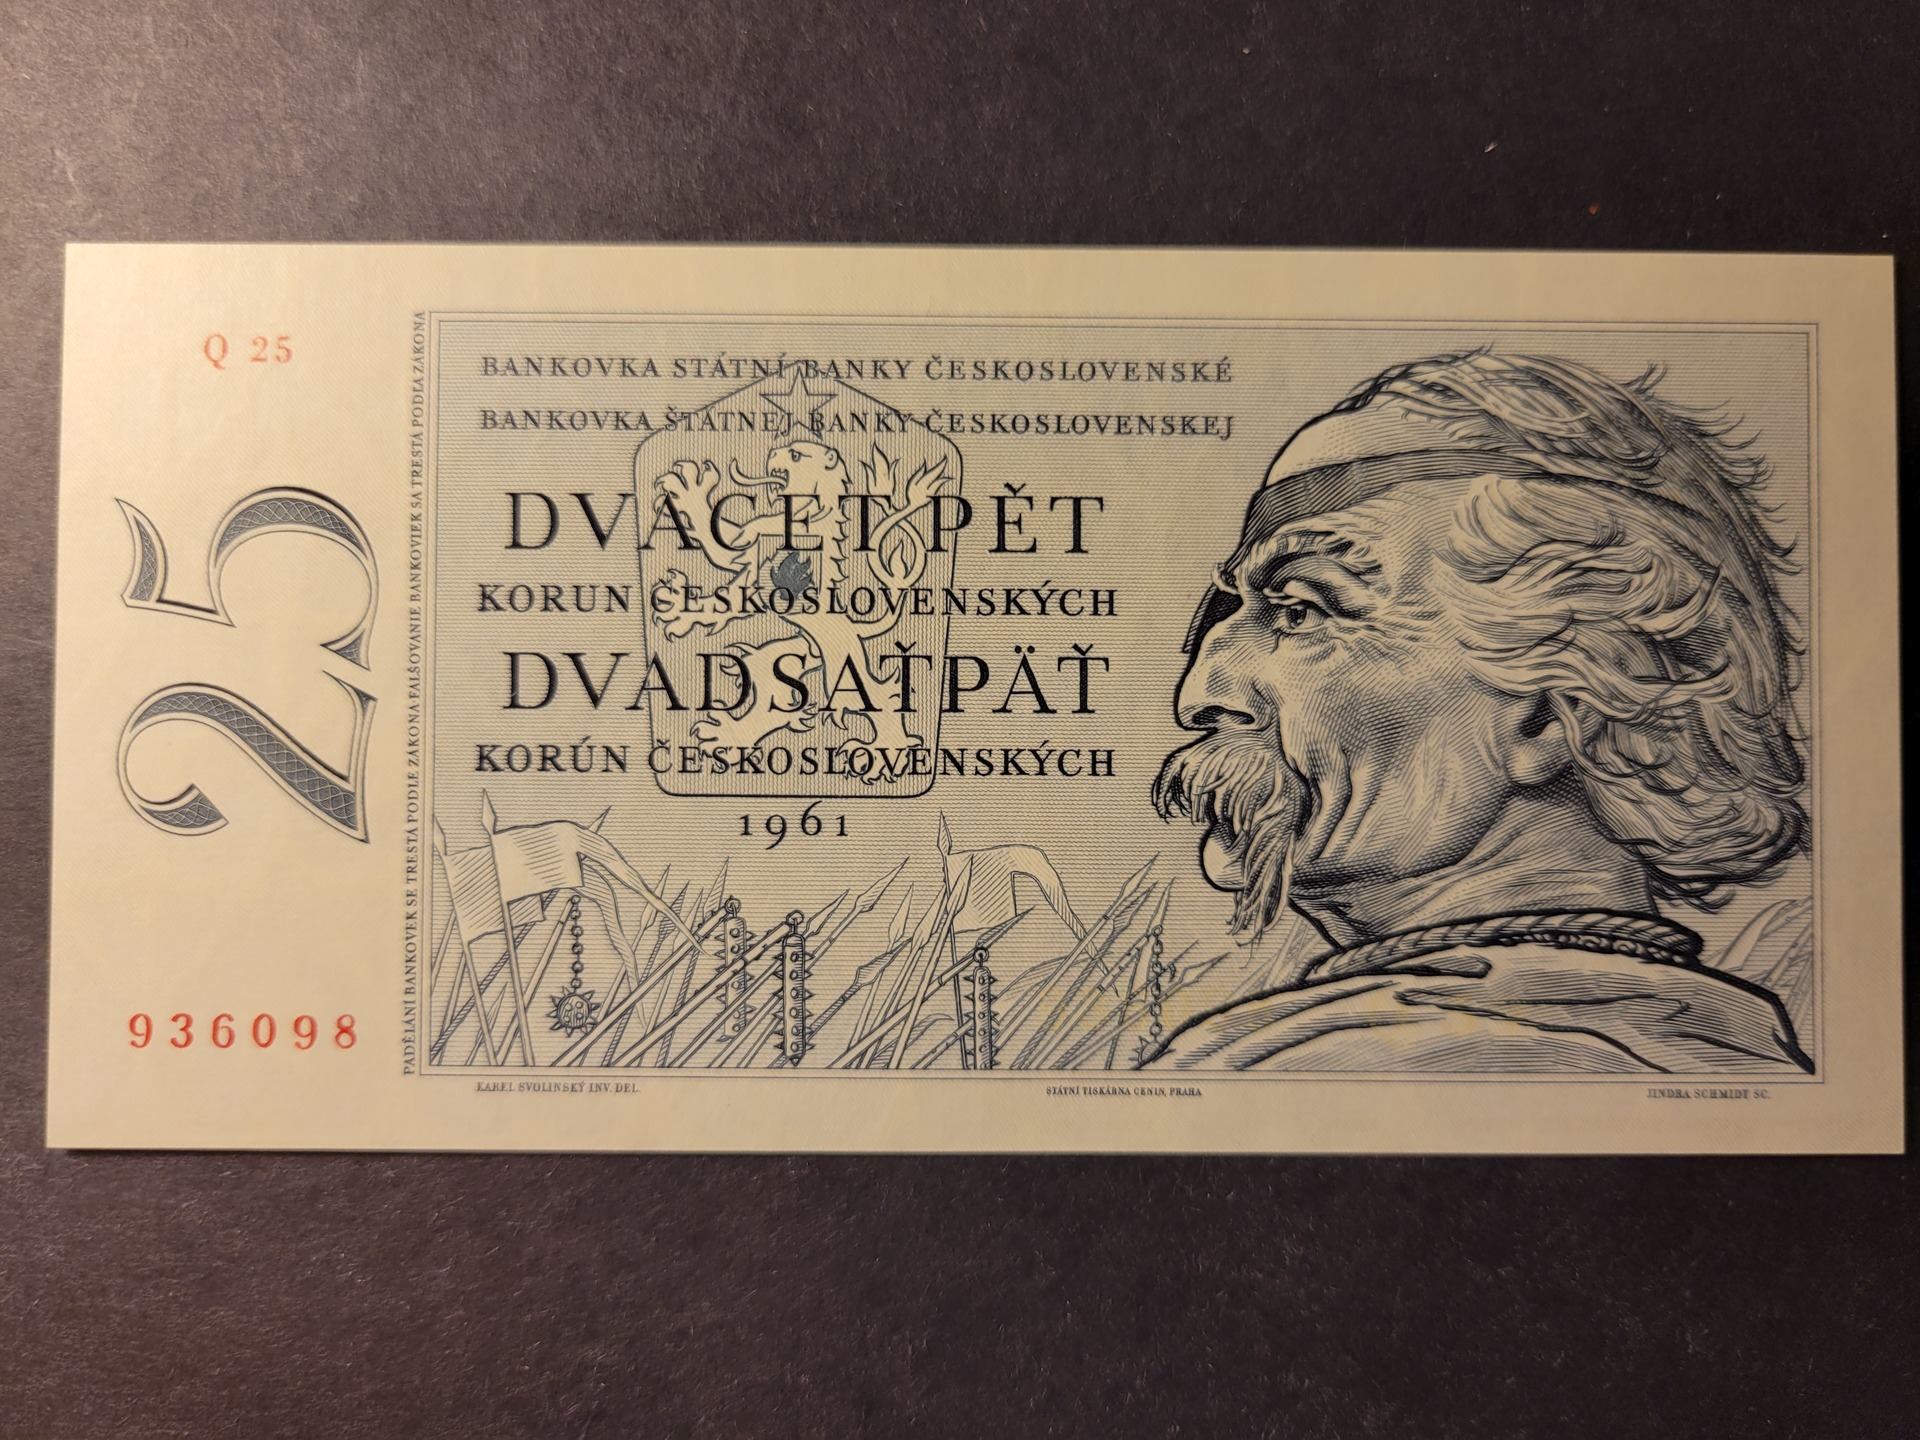 Q 25
25
936098
PADĚLÁNÍ BANKOVEK SE TRESTÁ PODLE ZÁKONA FALŠOVANIE BANKOVIEK SA TRESTÁ PODĽA ZÁKONA
BANKOVKA STÁTNÍ BANKY ČESKOSLOVENSKÉ
BANKOVKA ŠTÁTNEJ BANKY ČESKOSLOVENSKEJ
DVACET PĚT
KORUN ČESKOSLOVENSKÝCH
DVADSAŤPÄŤ
KORÚN ČESKOSLOVENSKÝCH
1961
KAREL SVOLINSKÝ INV. DEL.
STÁTNÍ TISKÁRNA CENIN, PRAHA
JINDRA SCHMIDT SC.